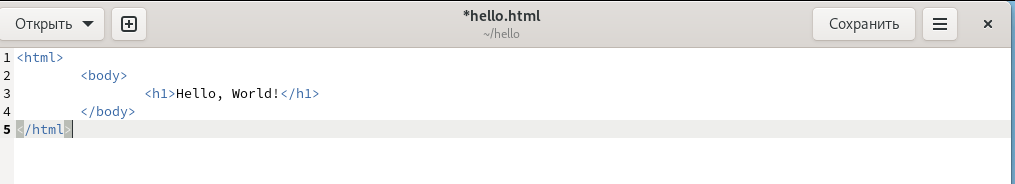 Открыть
*hello.html
~/hello
Сохранить
1 <html>
2 <body>
3 <h1>Hello, World!</h1>
4 </body>
5 </html>